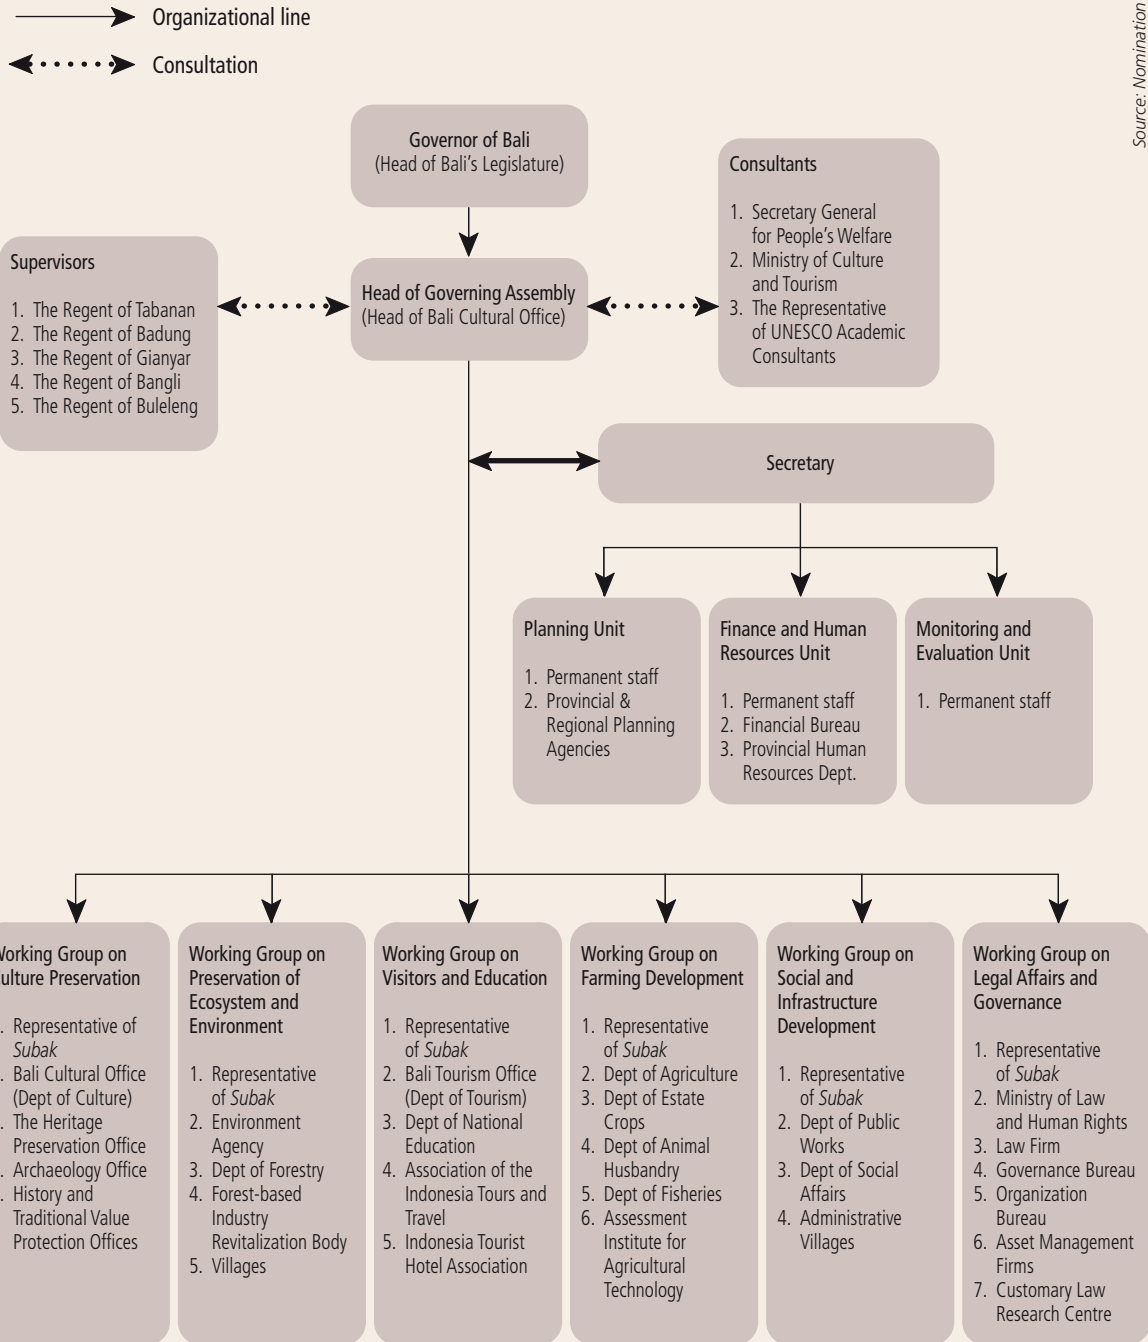 Organizational line
Consultation
Source: Nomination
Governor of Bali
(Head of Bali's Legislature)
Consultants
1. Secretary General
for People's Welfare
2. Ministry of Culture
and Tourism
3. The Representative
of UNESCO Academic
Consultants
Supervisors
1. The Regent of Tabanan
2. The Regent of Badung
3. The Regent of Gianyar
4. The Regent of Bangli
5. The Regent of Buleleng
Head of Governing Assembly
(Head of Bali Cultural Office)
Secretary
Planning Unit
1. Permanent staff
2. Provincial &
Regional Planning
Agencies
Finance and Human
Resources Unit
1. Permanent staff
2. Financial Bureau
3. Provincial Human
Resources Dept.
Monitoring and
Evaluation Unit
1. Permanent staff
Working Group on
Culture Preservation
. Representative of
Subak
. Bali Cultural Office
(Dept of Culture)
. The Heritage
Preservation Office
. Archaeology Office
. History and
Traditional Value
Protection Offices
Working Group on
Preservation of
Ecosystem and
Environment
1. Representative
of Subak
2. Environment
Agency
3. Dept of Forestry
4. Forest-based
Industry
Revitalization Body
5. Villages
Working Group on
Visitors and Education
1. Representative
of Subak
2. Bali Tourism Office
(Dept of Tourism)
3. Dept of National
Education
4. Association of the
Indonesia Tours and
Travel
5. Indonesia Tourist
Hotel Association
Working Group on
Farming Development
1. Representative
of Subak
2. Dept of Agriculture
3. Dept of Estate
Crops
4. Dept of Animal
Husbandry
5. Dept of Fisheries
6. Assessment
Institute for
Agricultural
Technology
Working Group on
Social and
Infrastructure
Development
1. Representative
of Subak
2. Dept of Public
Works
3. Dept of Social
Affairs
4. Administrative
Villages
Working Group on
Legal Affairs and
Governance
1. Representative
of Subak
2. Ministry of Law
and Human Rights
3. Law Firm
4. Governance Bureau
5. Organization
Bureau
6. Asset Management
Firms
7. Customary Law
Research Centre